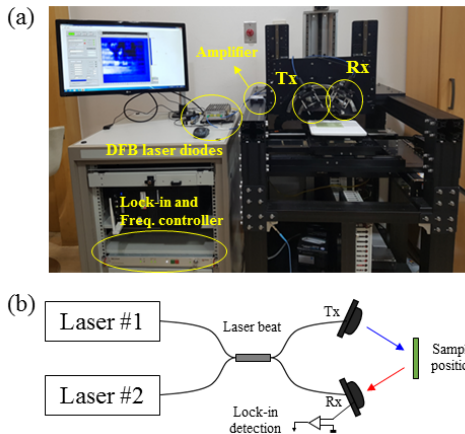 (a)
Amplifier
Tx
Rx
DFB laser diodes
Lock-in and
Freq. controller
(b)
Laser #1
Laser beat
Tx
Laser #2
Rx
Lock-in
detection
Sampl
positio